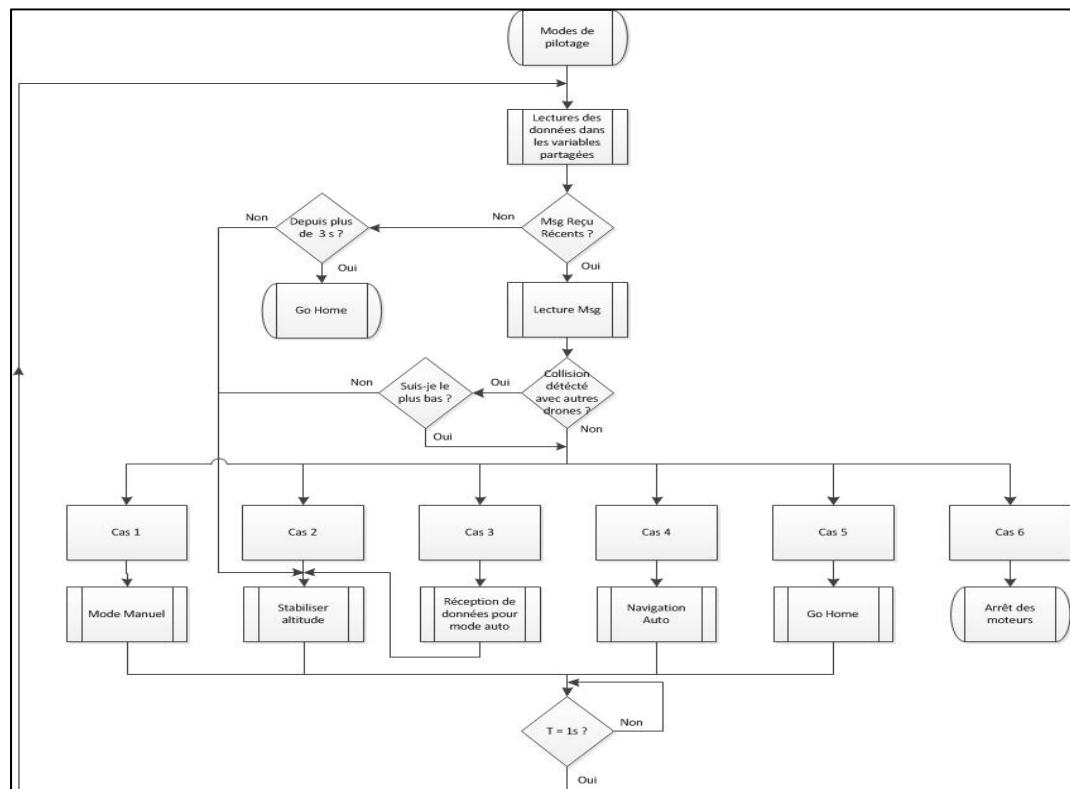 Modes de
pilotage
Lectures des
données dans
les variables
partagées
Non
Depuis plus
de 3 s ?
Non
Msg Reçu
Récents ?
Oui
Oui
Go Home
Lecture Msg
Non
Suis-je le
plus bas ?
Oui
Collision
détécté
avec autres
drones ?
Oui
Non
Cas 1
Cas 2
Cas 3
Cas 4
Cas 5
Cas 6
Mode Manuel
Stabiliser
altitude
Réception de
données pour
mode auto
Navigation
Auto
Go Home
Arrêt des
moteurs
T = 1s ?
Non
Oui